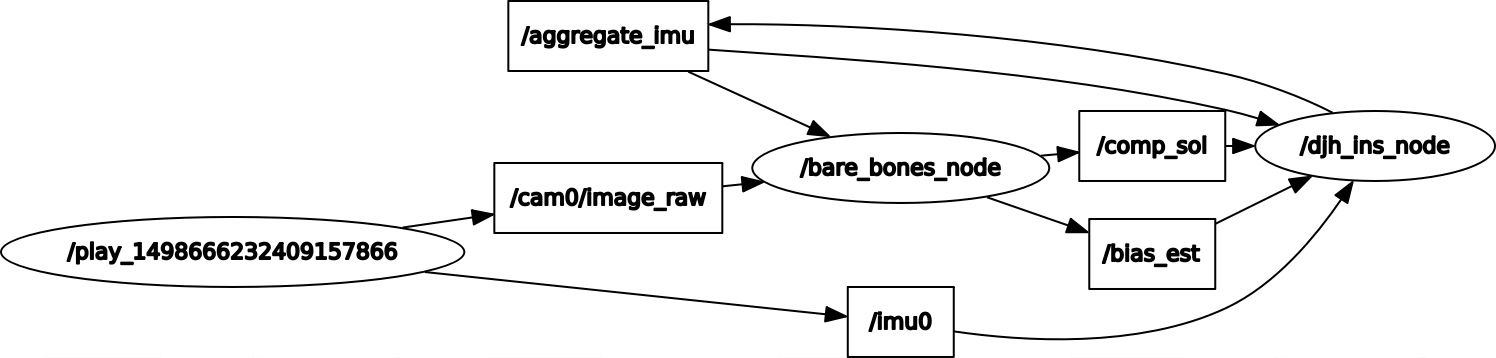 /aggregate_imu
/comp_sol
/djh_ins_node
/bare_bones_node
/cam0/image_raw
/play_1498666232409157866
/bias_est
/imu0